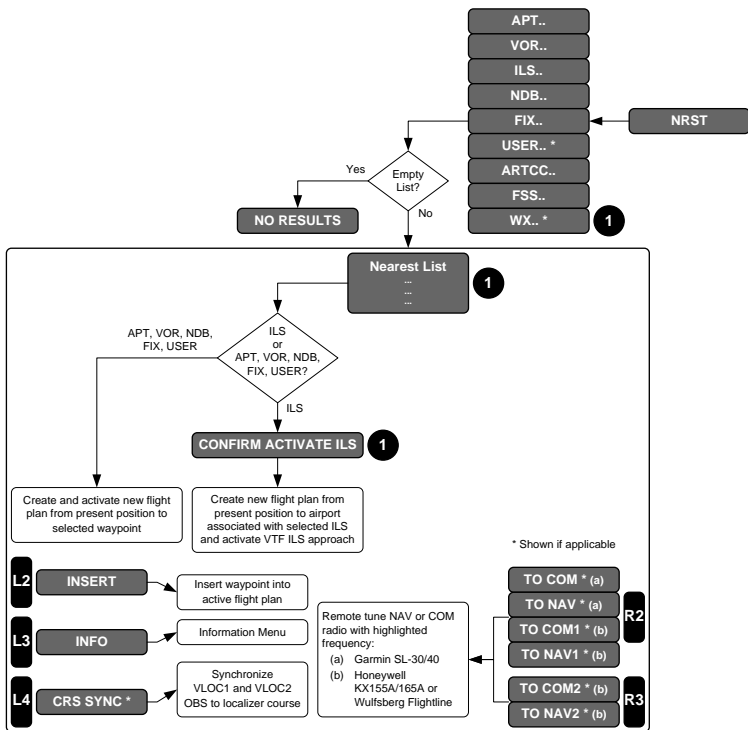 APT..
VOR..
ILS..
NDB..
FIX..
NRST
USER.. *
ARTCC..
FSS..
WX.. *
1
Yes
Empty
List?
NO RESULTS
No
Nearest List
...
...
...
1
APT, VOR, NDB,
FIX, USER
ILS
or
APT, VOR, NDB,
FIX, USER?
ILS
CONFIRM ACTIVATE ILS
1
Create and activate new flight
plan from present position to
selected waypoint
Create new flight plan from
present position to airport
associated with selected ILS
and activate VTF ILS approach
* Shown if applicable
L2
INSERT
Insert waypoint into
active flight plan
L3
INFO
Information Menu
L4
CRS SYNC *
Synchronize
VLOC1 and VLOC2
OBS to localizer course
Remote tune NAV or COM
radio with highlighted
frequency:
(a) Garmin SL-30/40
(b) Honeywell
KX155A/165A or
Wulfsberg Flightline
TO COM * (a)
TO NAV * (a)
TO COM1 * (b)
TO NAV1 * (b)
R2
TO COM2 * (b)
TO NAV2 * (b)
R3